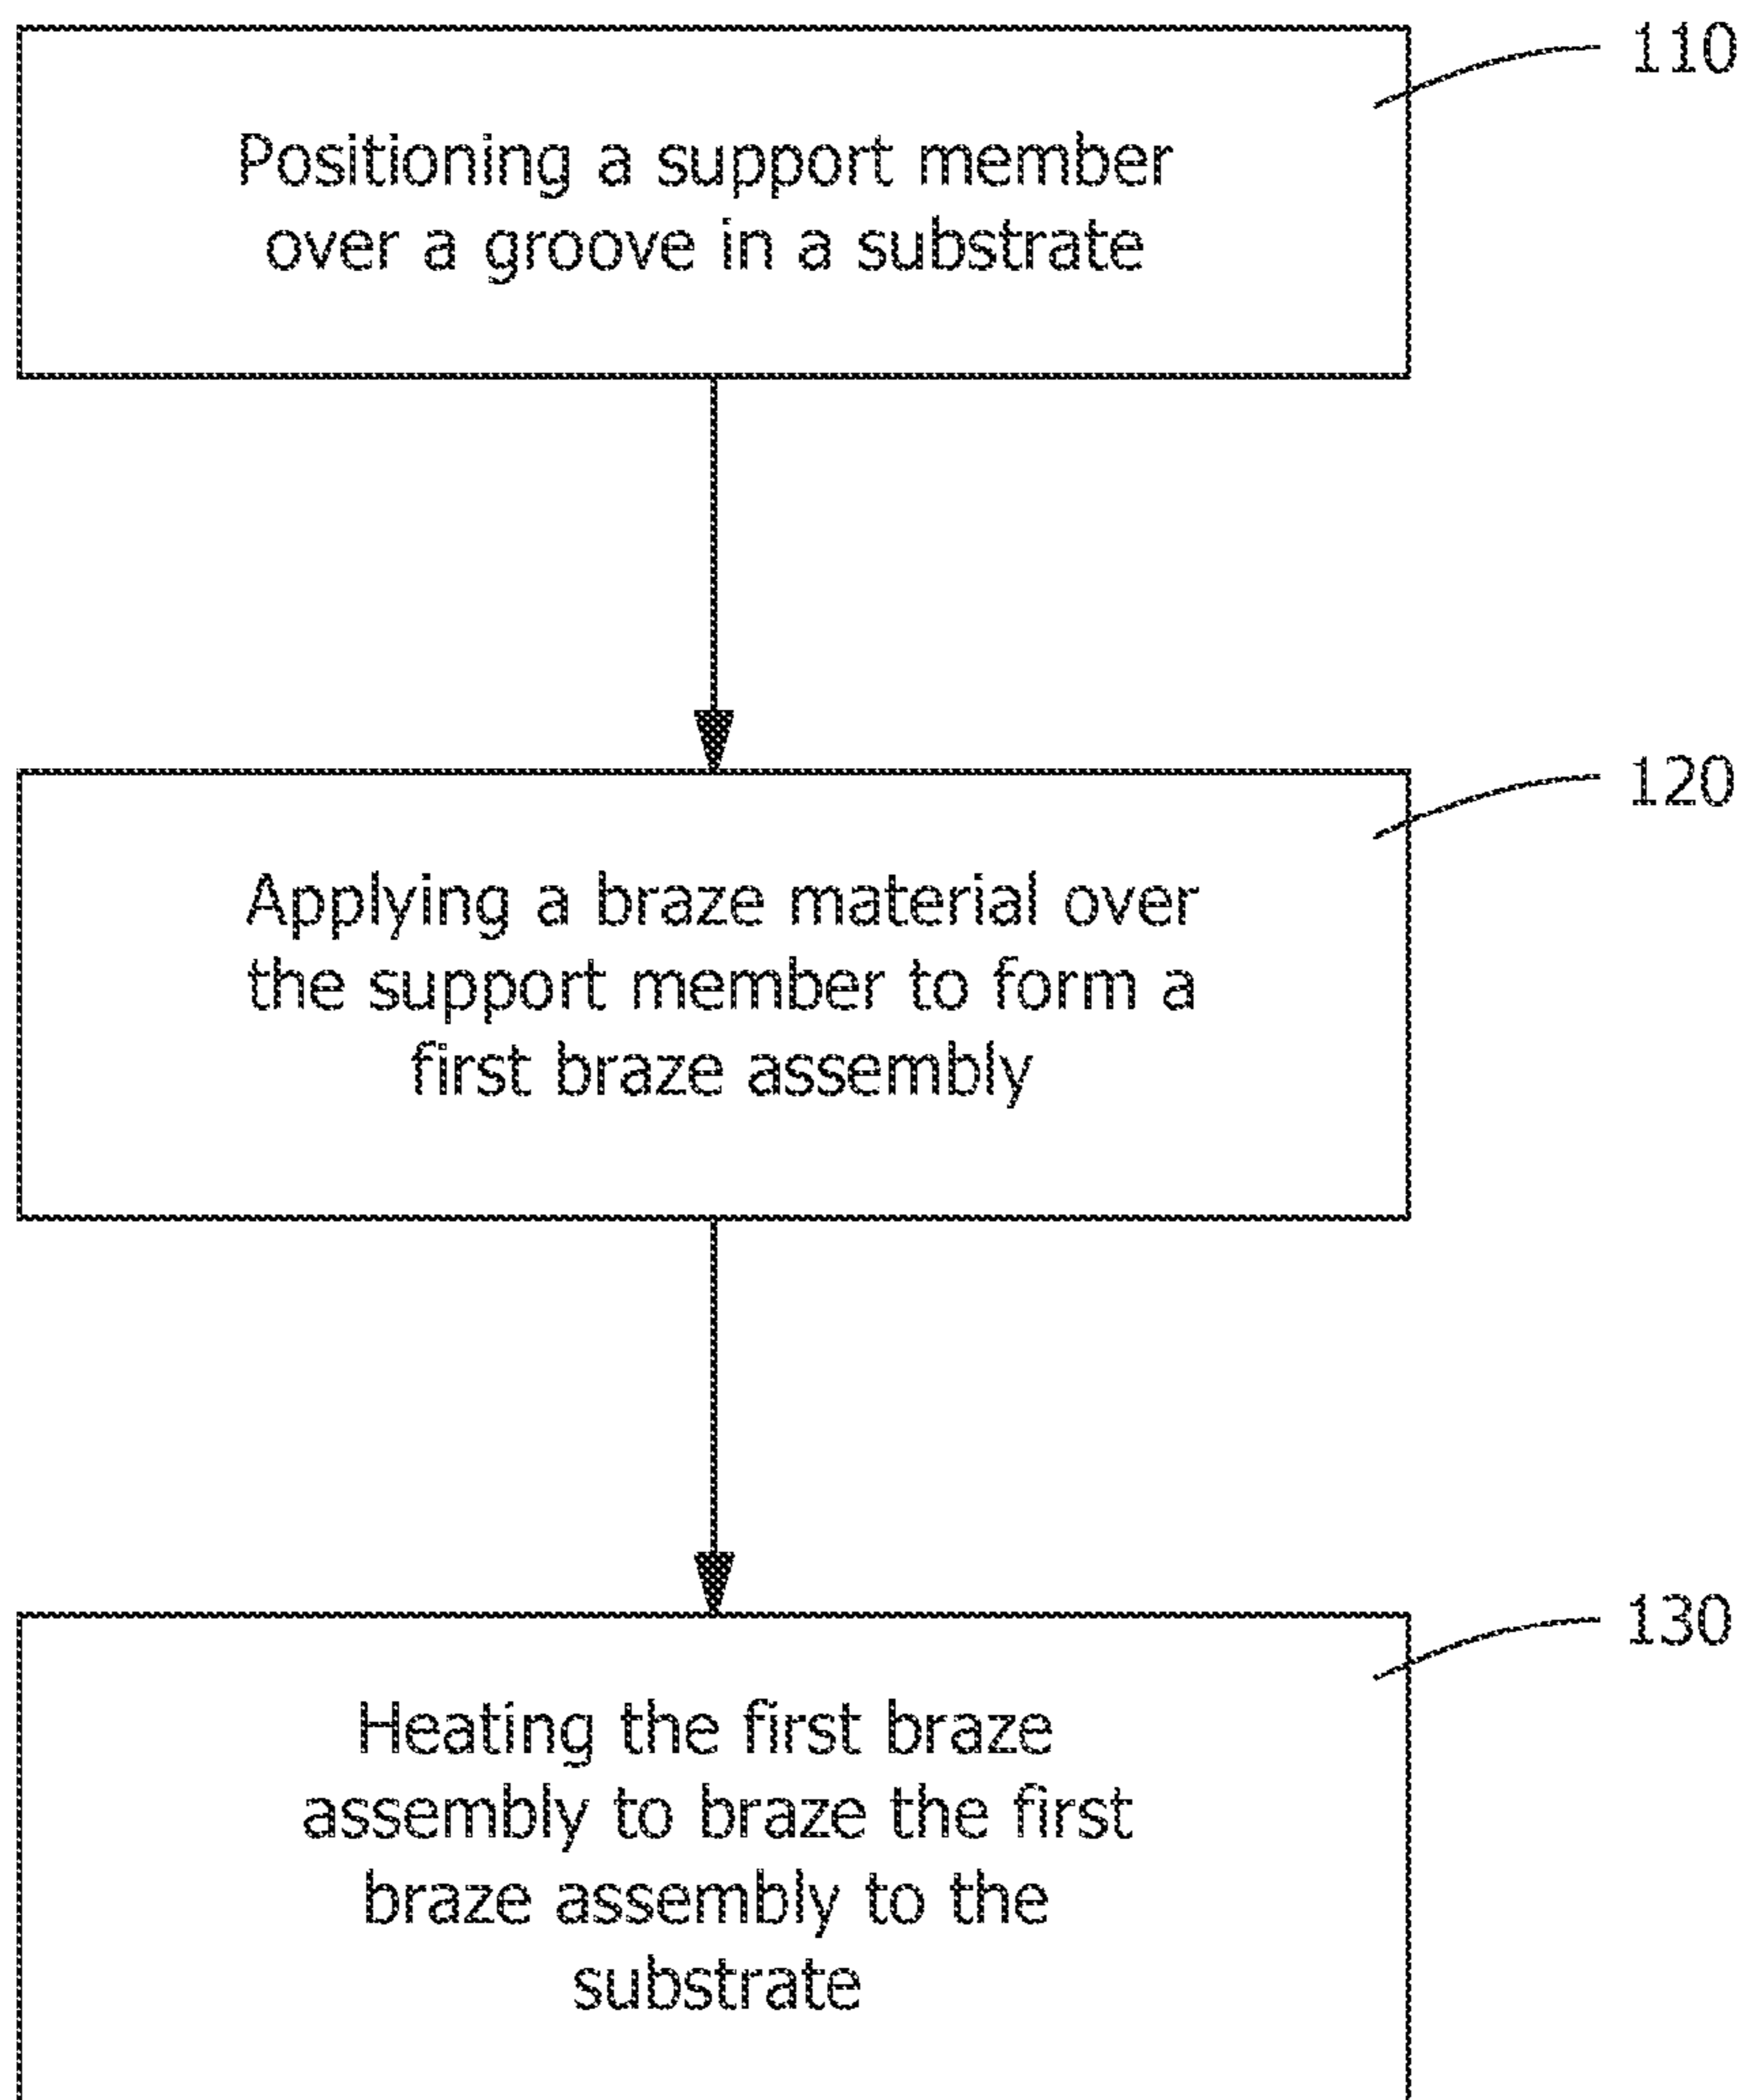 110
Positioning a support member
over a groove in a substrate
120
Applying a braze material over
the support member to form a
first braze assembly
130
Heating the first braze
assembly to braze the first
braze assembly to the
substrate